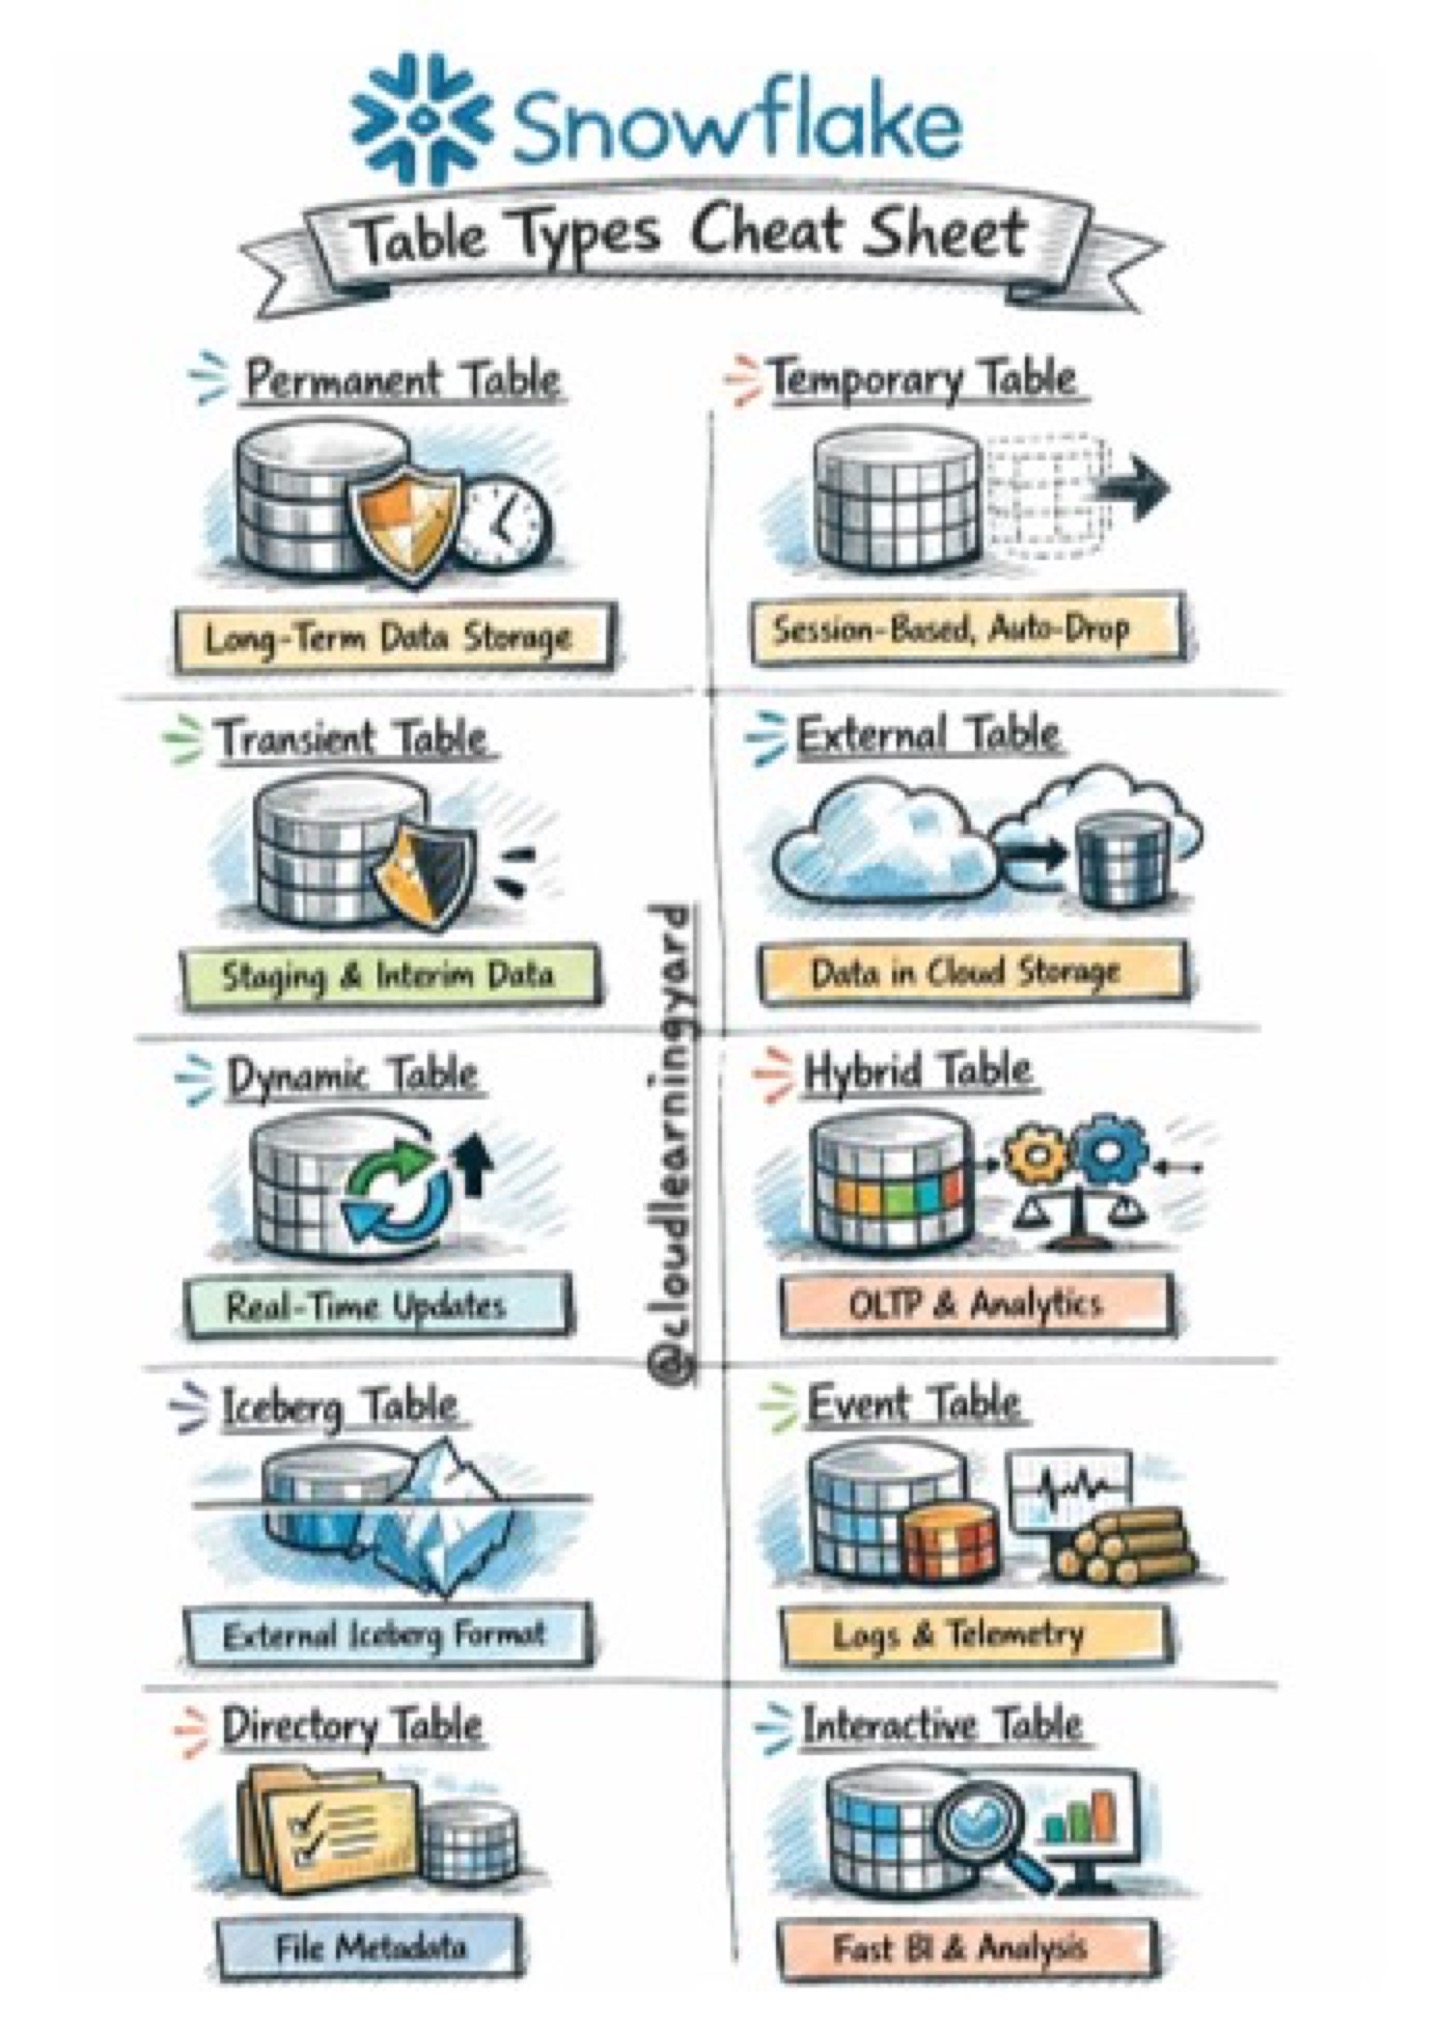 Snowflake
Table Types Cheat Sheet
Permanent Table
Long-Term Data Storage
Temporary Table
Session-Based, Auto-Drop
Transient Table
Staging & Interim Data
External Table
Data in Cloud Storage
Dynamic Table
Real-Time Updates
Hybrid Table
OLTP & Analytics
Iceberg Table
External Iceberg Format
Event Table
Logs & Telemetry
Directory Table
File Metadata
Interactive Table
Fast BI & Analysis
@cloudlearningyard